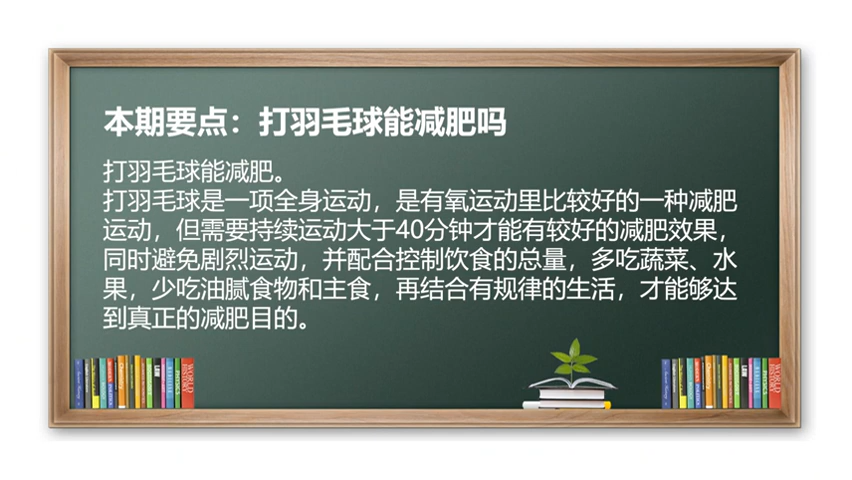 本期要点：打羽毛球能减肥吗
打羽毛球能减肥。
打羽毛球是一项全身运动，是有氧运动里比较好的一种减肥
运动，但需要持续运动大于40分钟才能有较好的减肥效果，
同时避免剧烈运动，并配合控制饮食的总量，多吃蔬菜、水
果，少吃油腻食物和主食，再结合有规律的生活，才能够达
到真正的减肥目的。
WORLD HISTORY
WORLD HISTORY